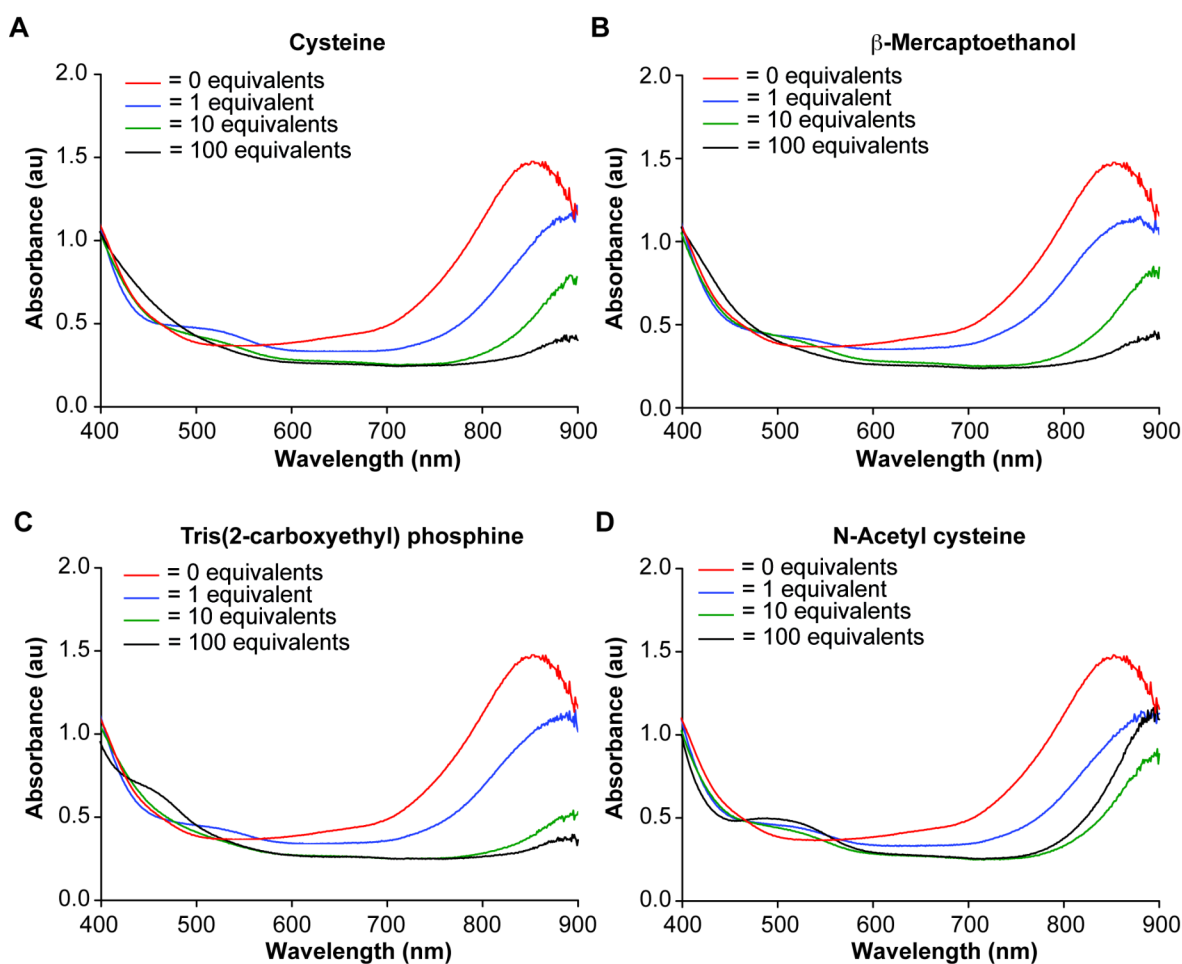 A
Cysteine
= 0 equivalents
= 1 equivalent
= 10 equivalents
= 100 equivalents
2.0
1.5
1.0
0.5
0.0
Absorbance (au)
400 500 600 700 800 900
Wavelength (nm)
B
β-Mercaptoethanol
= 0 equivalents
= 1 equivalent
= 10 equivalents
= 100 equivalents
2.0
1.5
1.0
0.5
0.0
Absorbance (au)
400 500 600 700 800 900
Wavelength (nm)
C
Tris(2-carboxyethyl) phosphine
= 0 equivalents
= 1 equivalent
= 10 equivalents
= 100 equivalents
2.0
1.5
1.0
0.5
0.0
Absorbance (au)
400 500 600 700 800 900
Wavelength (nm)
D
N-Acetyl cysteine
= 0 equivalents
= 1 equivalent
= 10 equivalents
= 100 equivalents
2.0
1.5
1.0
0.5
0.0
Absorbance (au)
400 500 600 700 800 900
Wavelength (nm)